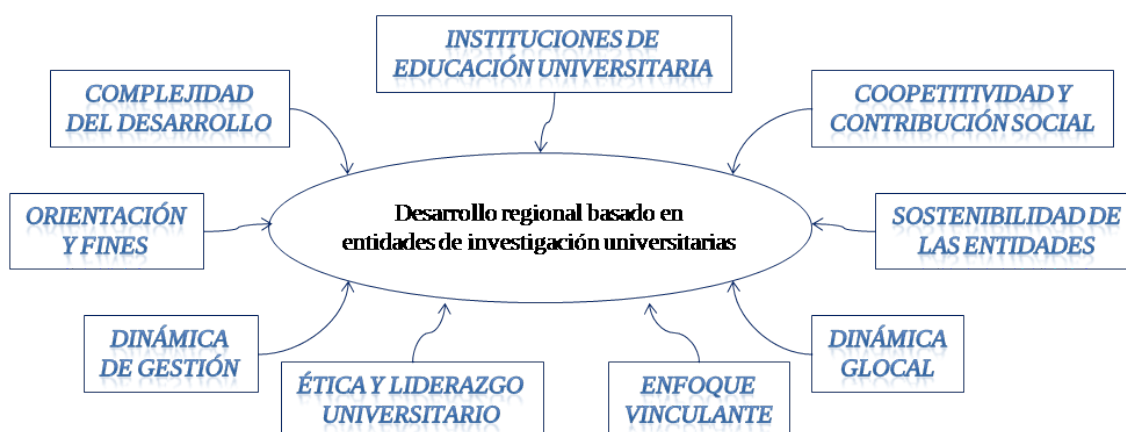 INSTITUCIONES DE
EDUCACIÓN UNIVERSITARIA
COMPLEJIDAD
DEL DESARROLLO
COOPETITIVIDAD Y
CONTRIBUCIÓN SOCIAL
ORIENTACIÓN
Y FINES
Desarrollo regional basado en
entidades de investigación universitarias
SOSTENIBILIDAD DE
LAS ENTIDADES
DINÁMICA
DE GESTIÓN
ÉTICA Y LIDERAZGO
UNIVERSITARIO
ENFOQUE
VINCULANTE
DINÁMICA
GLOCAL